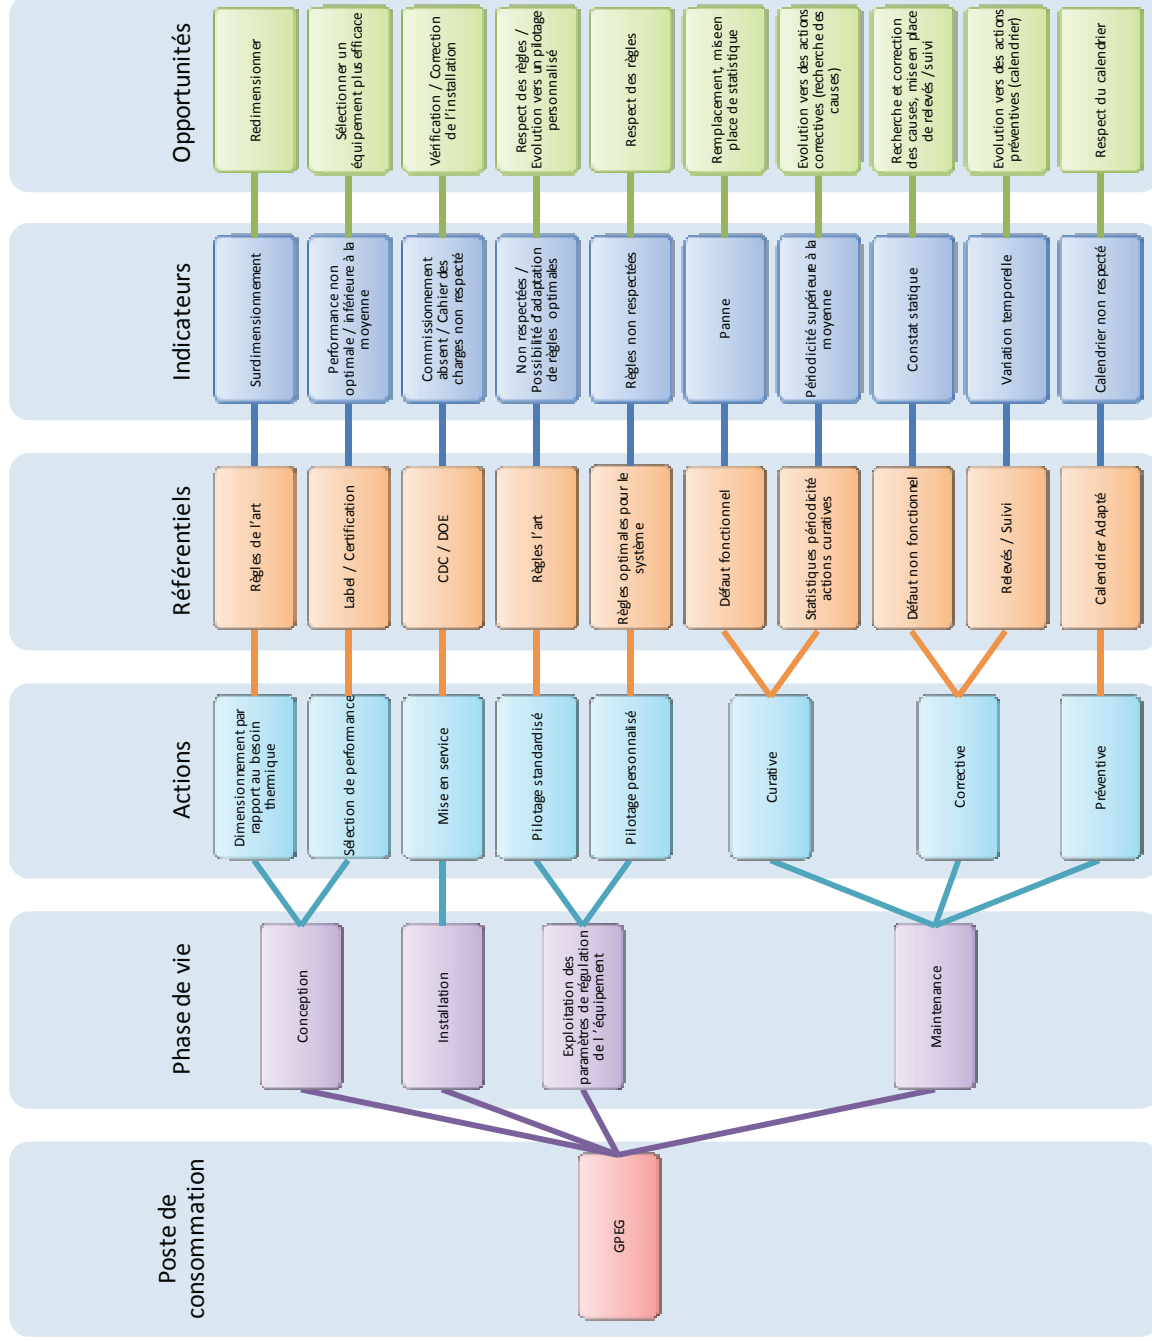 Poste de
consommation
GPEG
Phase de vie
Conception
Installation
Exploitation des
paramètres de régulation
de l'équipement
Maintenance
Actions
Dimensionnement par
rapport au besoin
thermique
Sélection de performance
Mise en service
Pilotage standardisé
Pilotage personnalisé
Curative
Corrective
Préventive
Référentiels
Règles de l'art
Label / Certification
CDC / DOE
Règles l'art
Règles optimales pour le
système
Défaut fonctionnel
Statistiques périodicité
actions curatives
Défaut non fonctionnel
Relevés / Suivi
Calendrier Adapté
Indicateurs
Surdimensionnement
Performance non
optimale / inférieure à la
moyenne
Commissionnement
absent / Cahier des
charges non respecté
Non respectées /
Possibilité d'adaptation
de règles optimales
Règles non respectées
Panne
Périodicité supérieure à la
moyenne
Constat statique
Variation temporelle
Calendrier non respecté
Opportunités
Redimensionner
Sélectionner un
équipement plus efficace
Vérification / Correction
de l'installation
Respect des règles /
Evolution vers un pilotage
personnalisé
Respect des règles
Remplacement, mise en
place de statistique
Evolution vers des actions
correctives (recherche des
causes)
Recherche et correction
des causes, mise en place
de relevés / suivi
Evolution vers des actions
préventives (calendrier)
Respect du calendrier